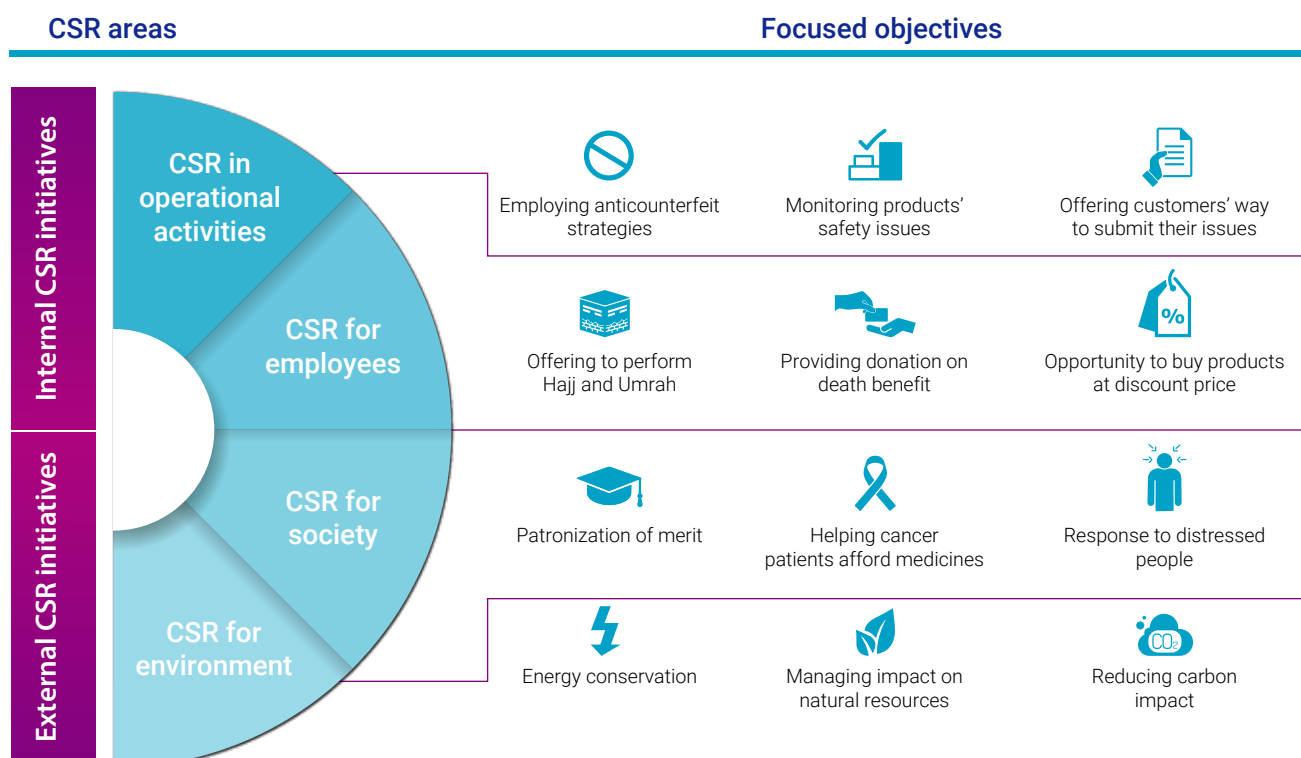 CSR areas
Focused objectives
Internal CSR initiatives
CSR in
operational
activities
Employing anticounterfeit
strategies
Monitoring products’
safety issues
Offering customers’ way
to submit their issues
CSR for
employees
Offering to perform
Hajj and Umrah
Providing donation on
death benefit
%
Opportunity to buy products
at discount price
External CSR initiatives
CSR for
society
Patronization of merit
Helping cancer
patients afford medicines
Response to distressed
people
CSR for
environment
Energy conservation
Managing impact on
natural resources
CO₂
Reducing carbon
impact